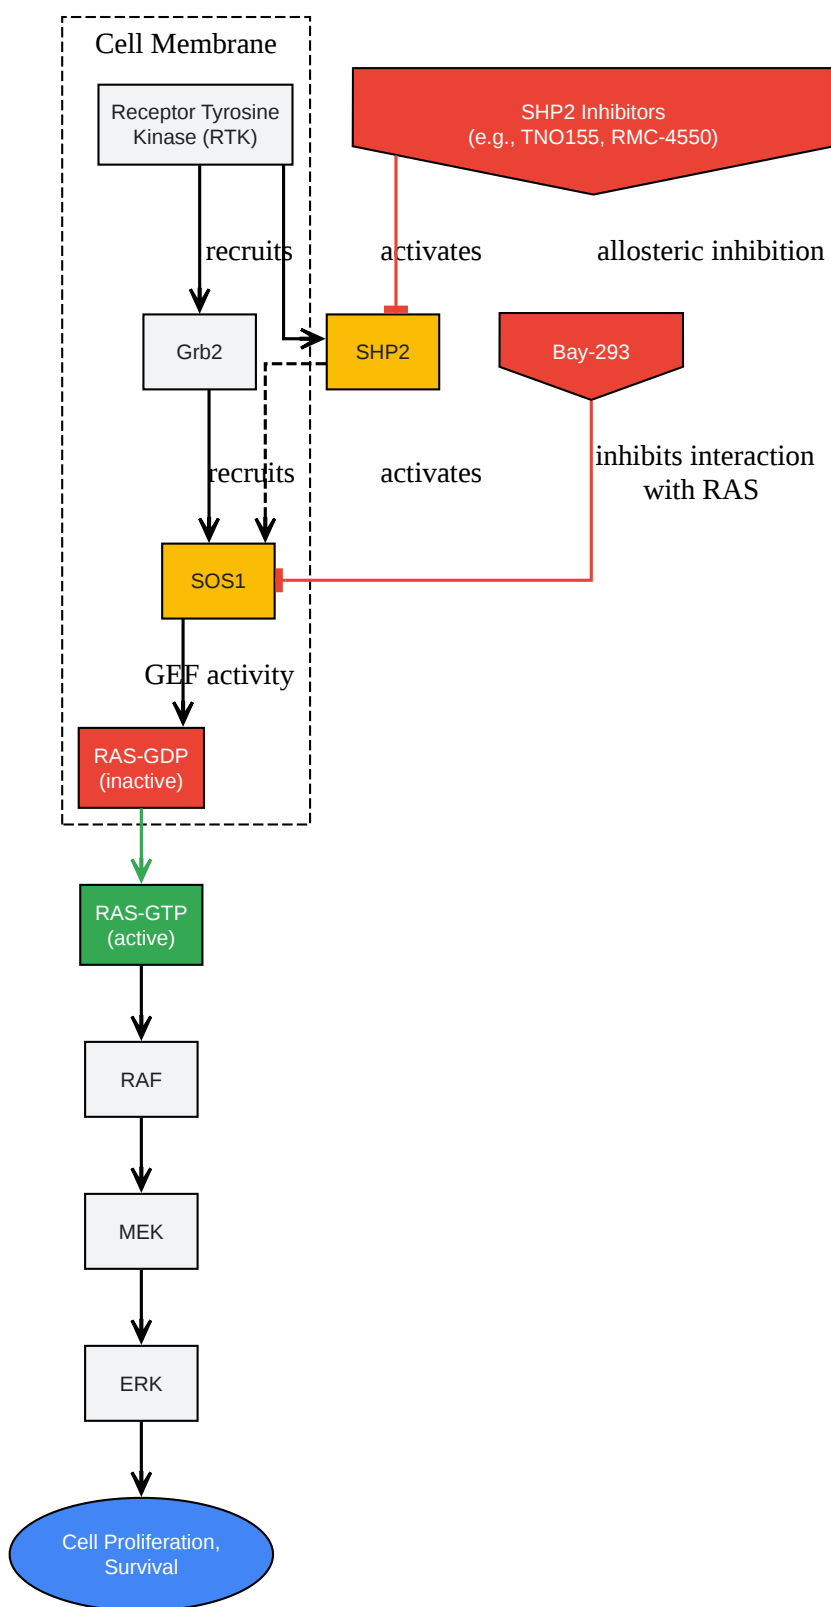 Cell Membrane
Receptor Tyrosine
Kinase (RTK)
SHP2 Inhibitors
(e.g., TNO155, RMC-4550)
recruits
activates
allosteric inhibition
Grb2
SHP2
Bay-293
recruits
activates
inhibits interaction
with RAS
SOS1
GEF activity
RAS-GDP
(inactive)
RAS-GTP
(active)
RAF
MEK
ERK
Cell Proliferation,
Survival